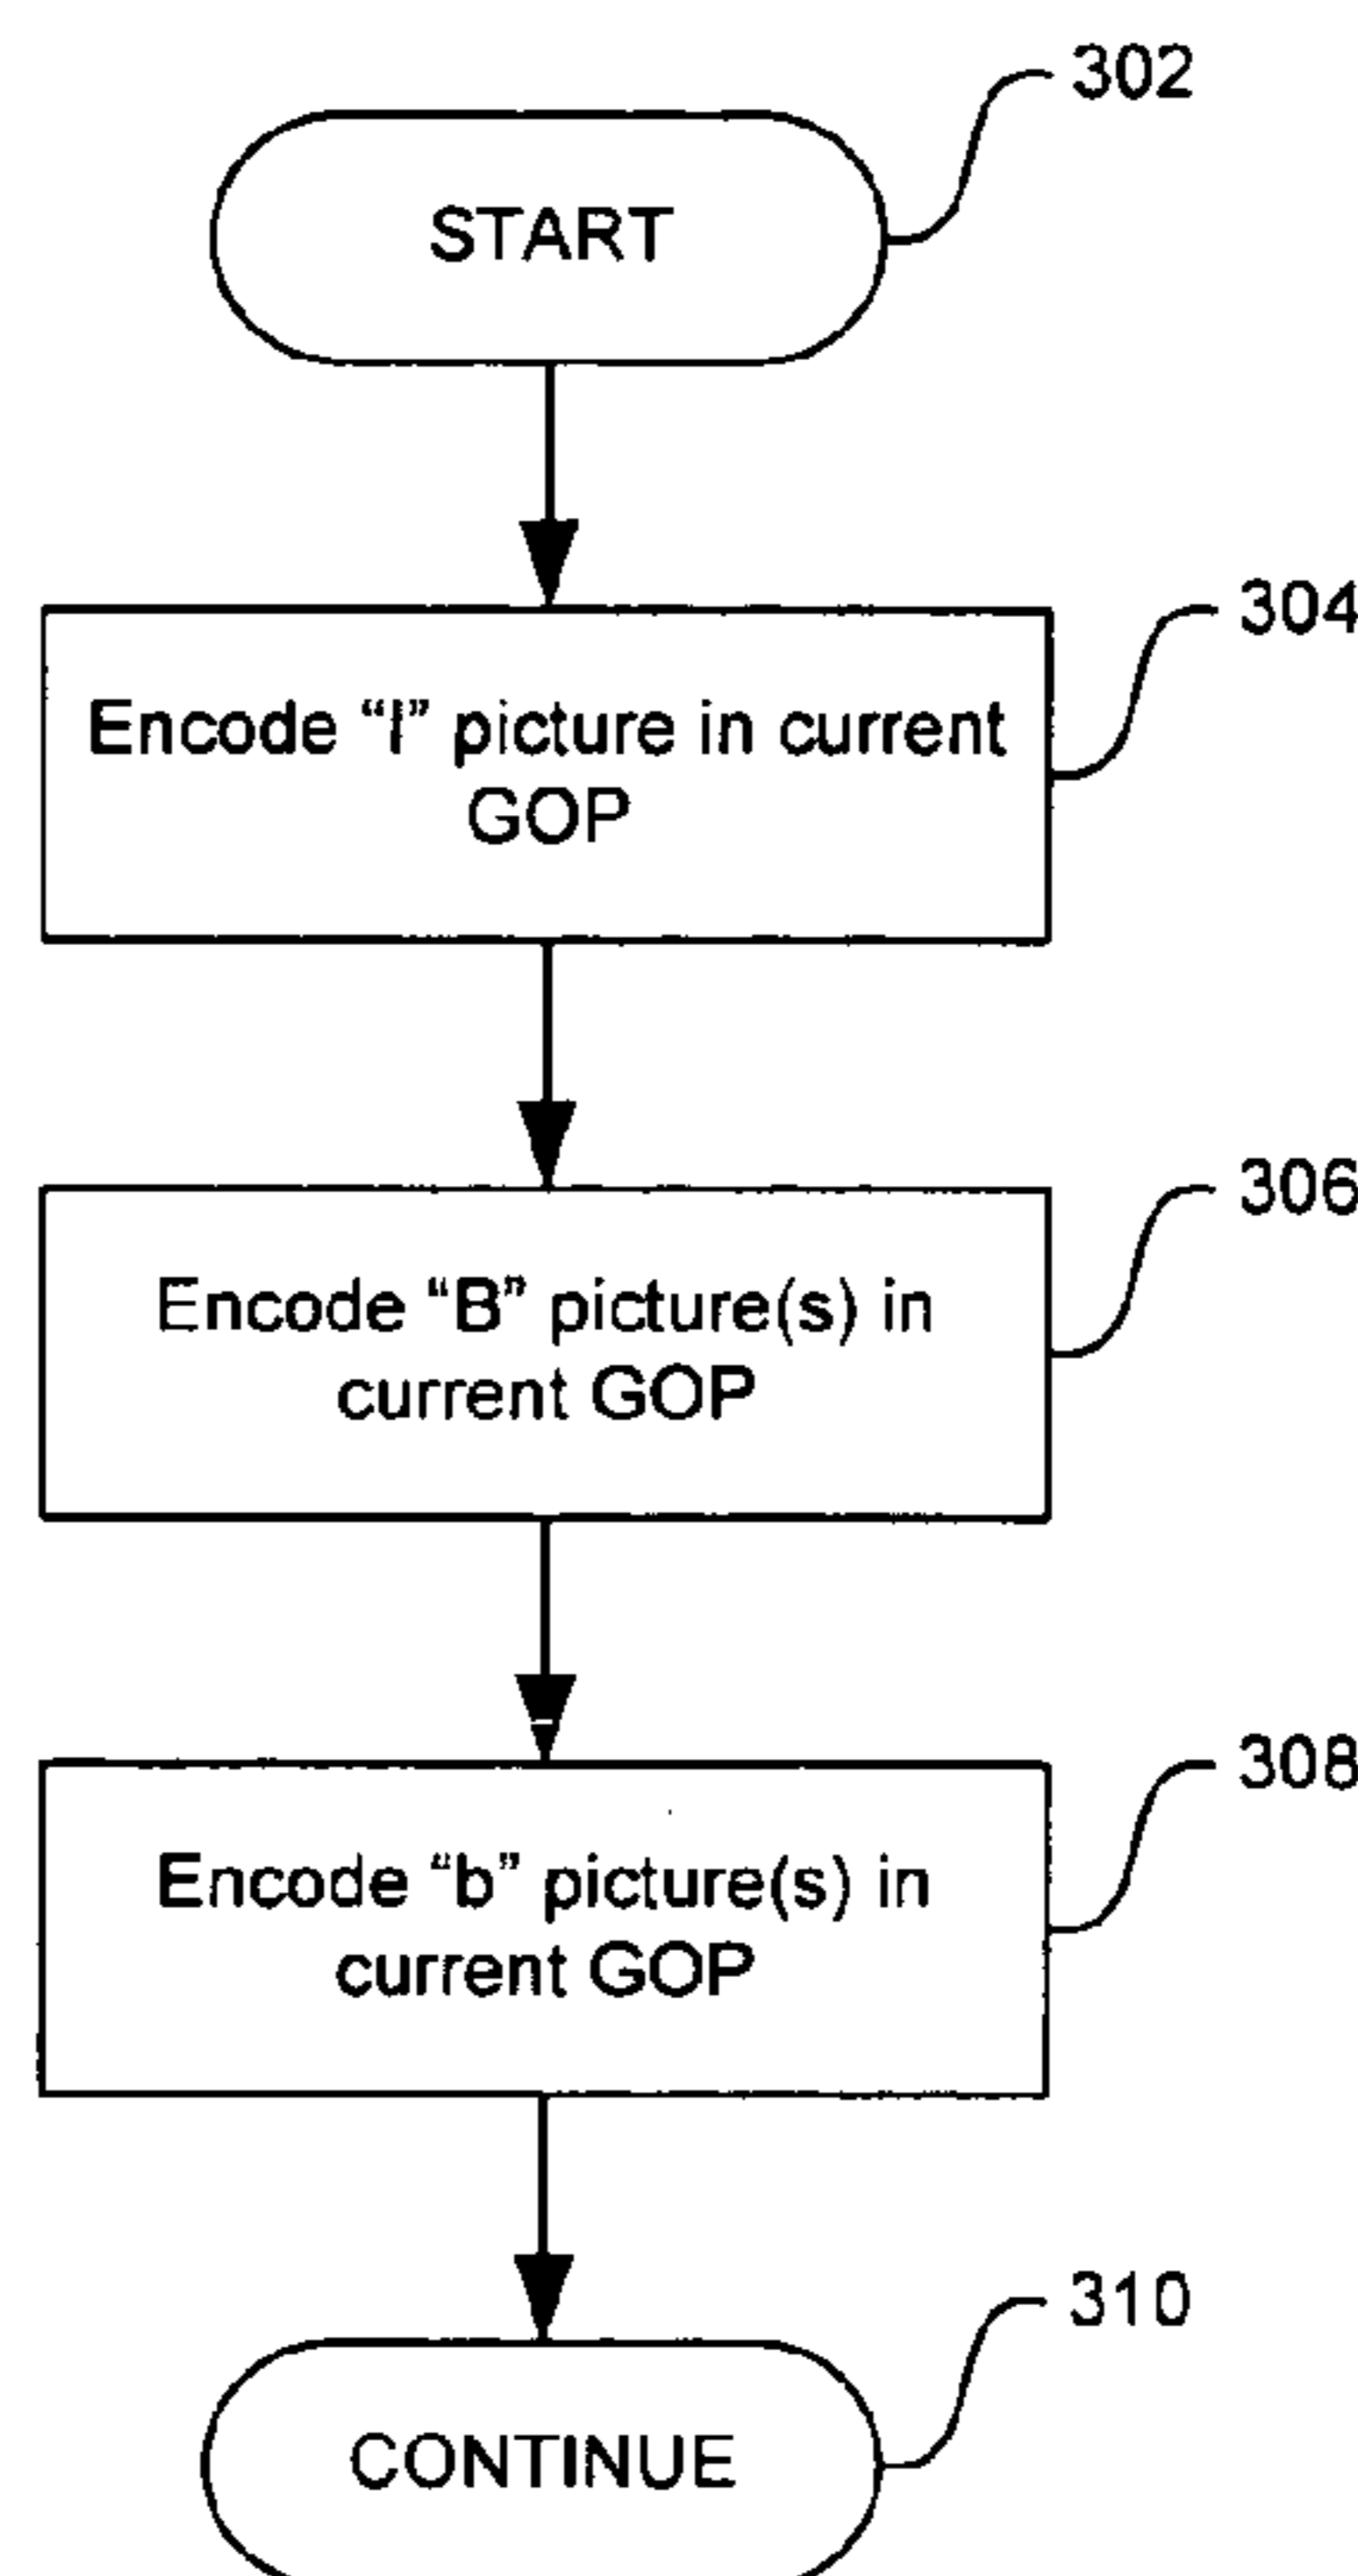 302
START
304
Encode “I” picture in current
GOP
306
Encode “B” picture(s) in
current GOP
308
Encode “b” picture(s) in
current GOP
310
CONTINUE